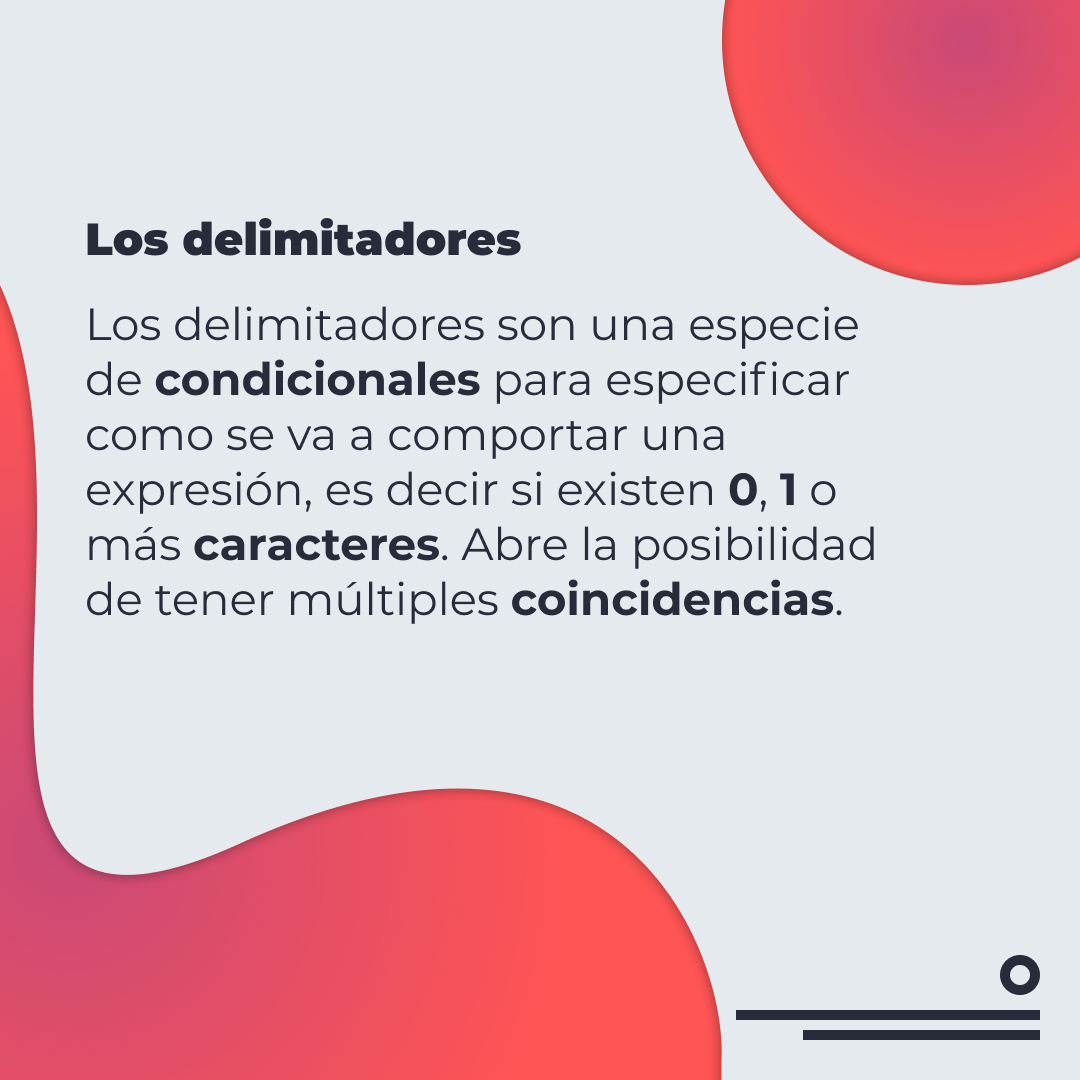 Los delimitadores
Los delimitadores son una especie
de condicionales para especificar
como se va a comportar una
expresión, es decir si existen 0, 1 o
más caracteres. Abre la posibilidad
de tener múltiples coincidencias.